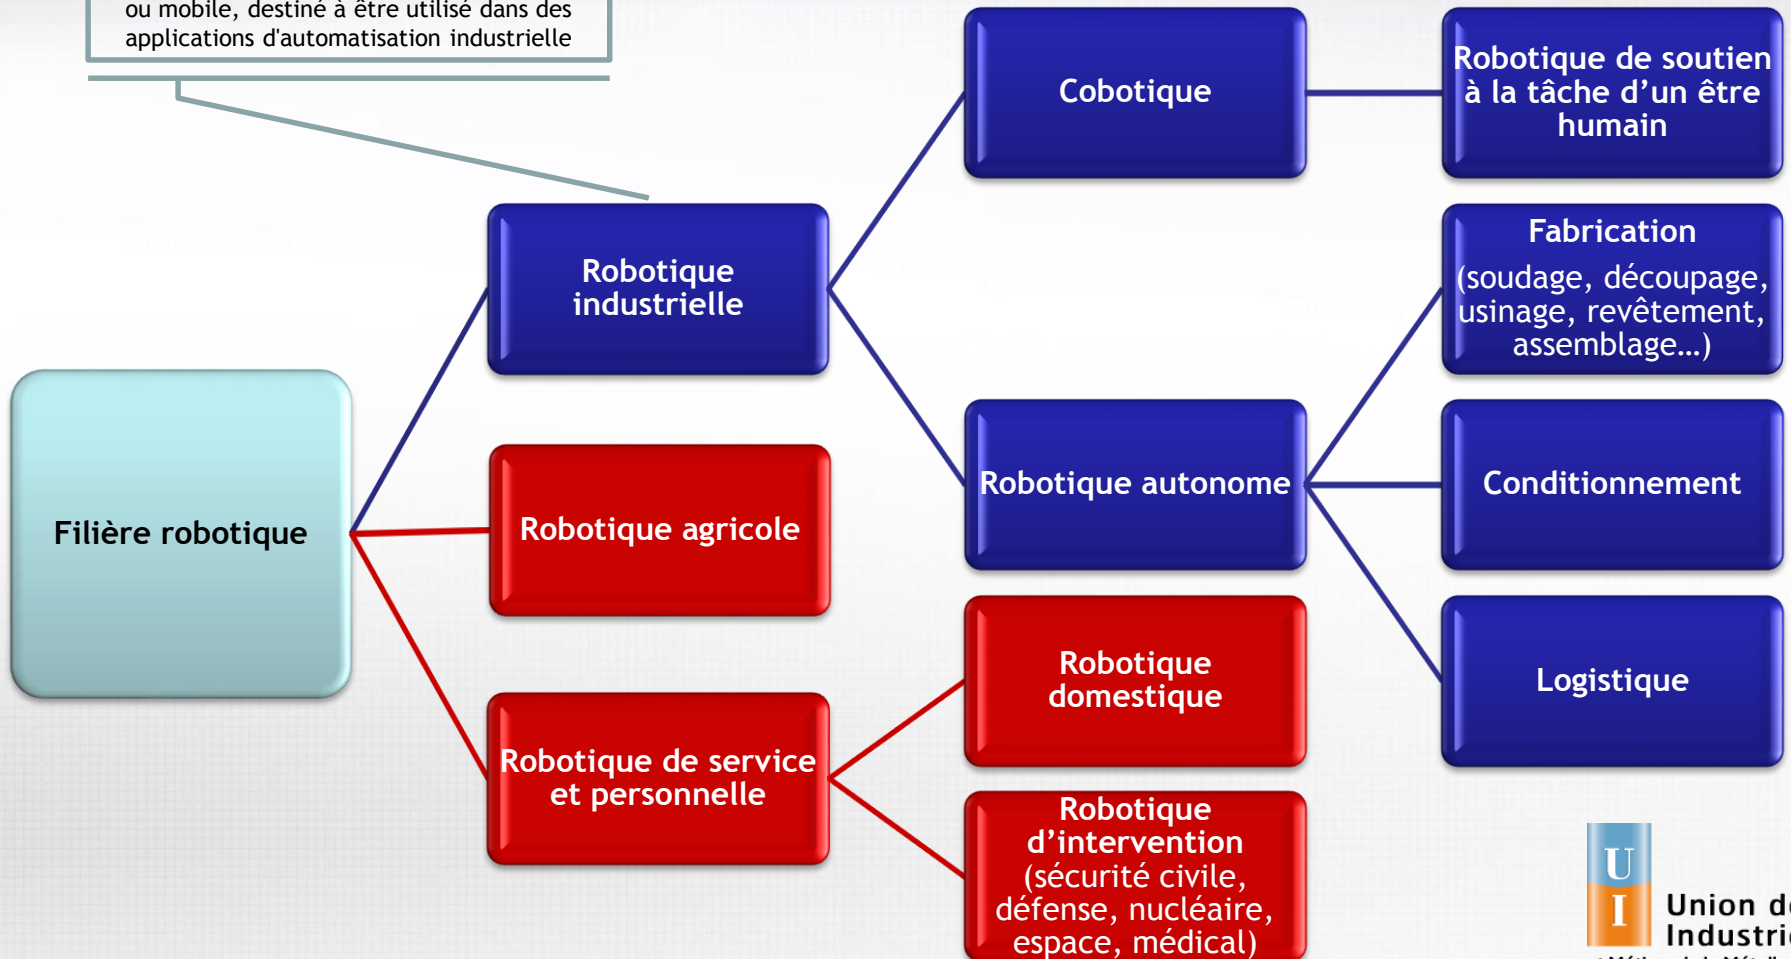 ou mobile, destiné à être utilisé dans des
applications d'automatisation industrielle
Cobotique
Robotique de soutien
à la tâche d’un être
humain
Robotique
industrielle
Fabrication
(soudage, découpage,
usinage, revêtement,
assemblage…)
Filière robotique
Robotique agricole
Robotique autonome
Conditionnement
Robotique
domestique
Logistique
Robotique de service
et personnelle
Robotique
d’intervention
(sécurité civile,
défense, nucléaire,
espace, médical)
U
I
Union